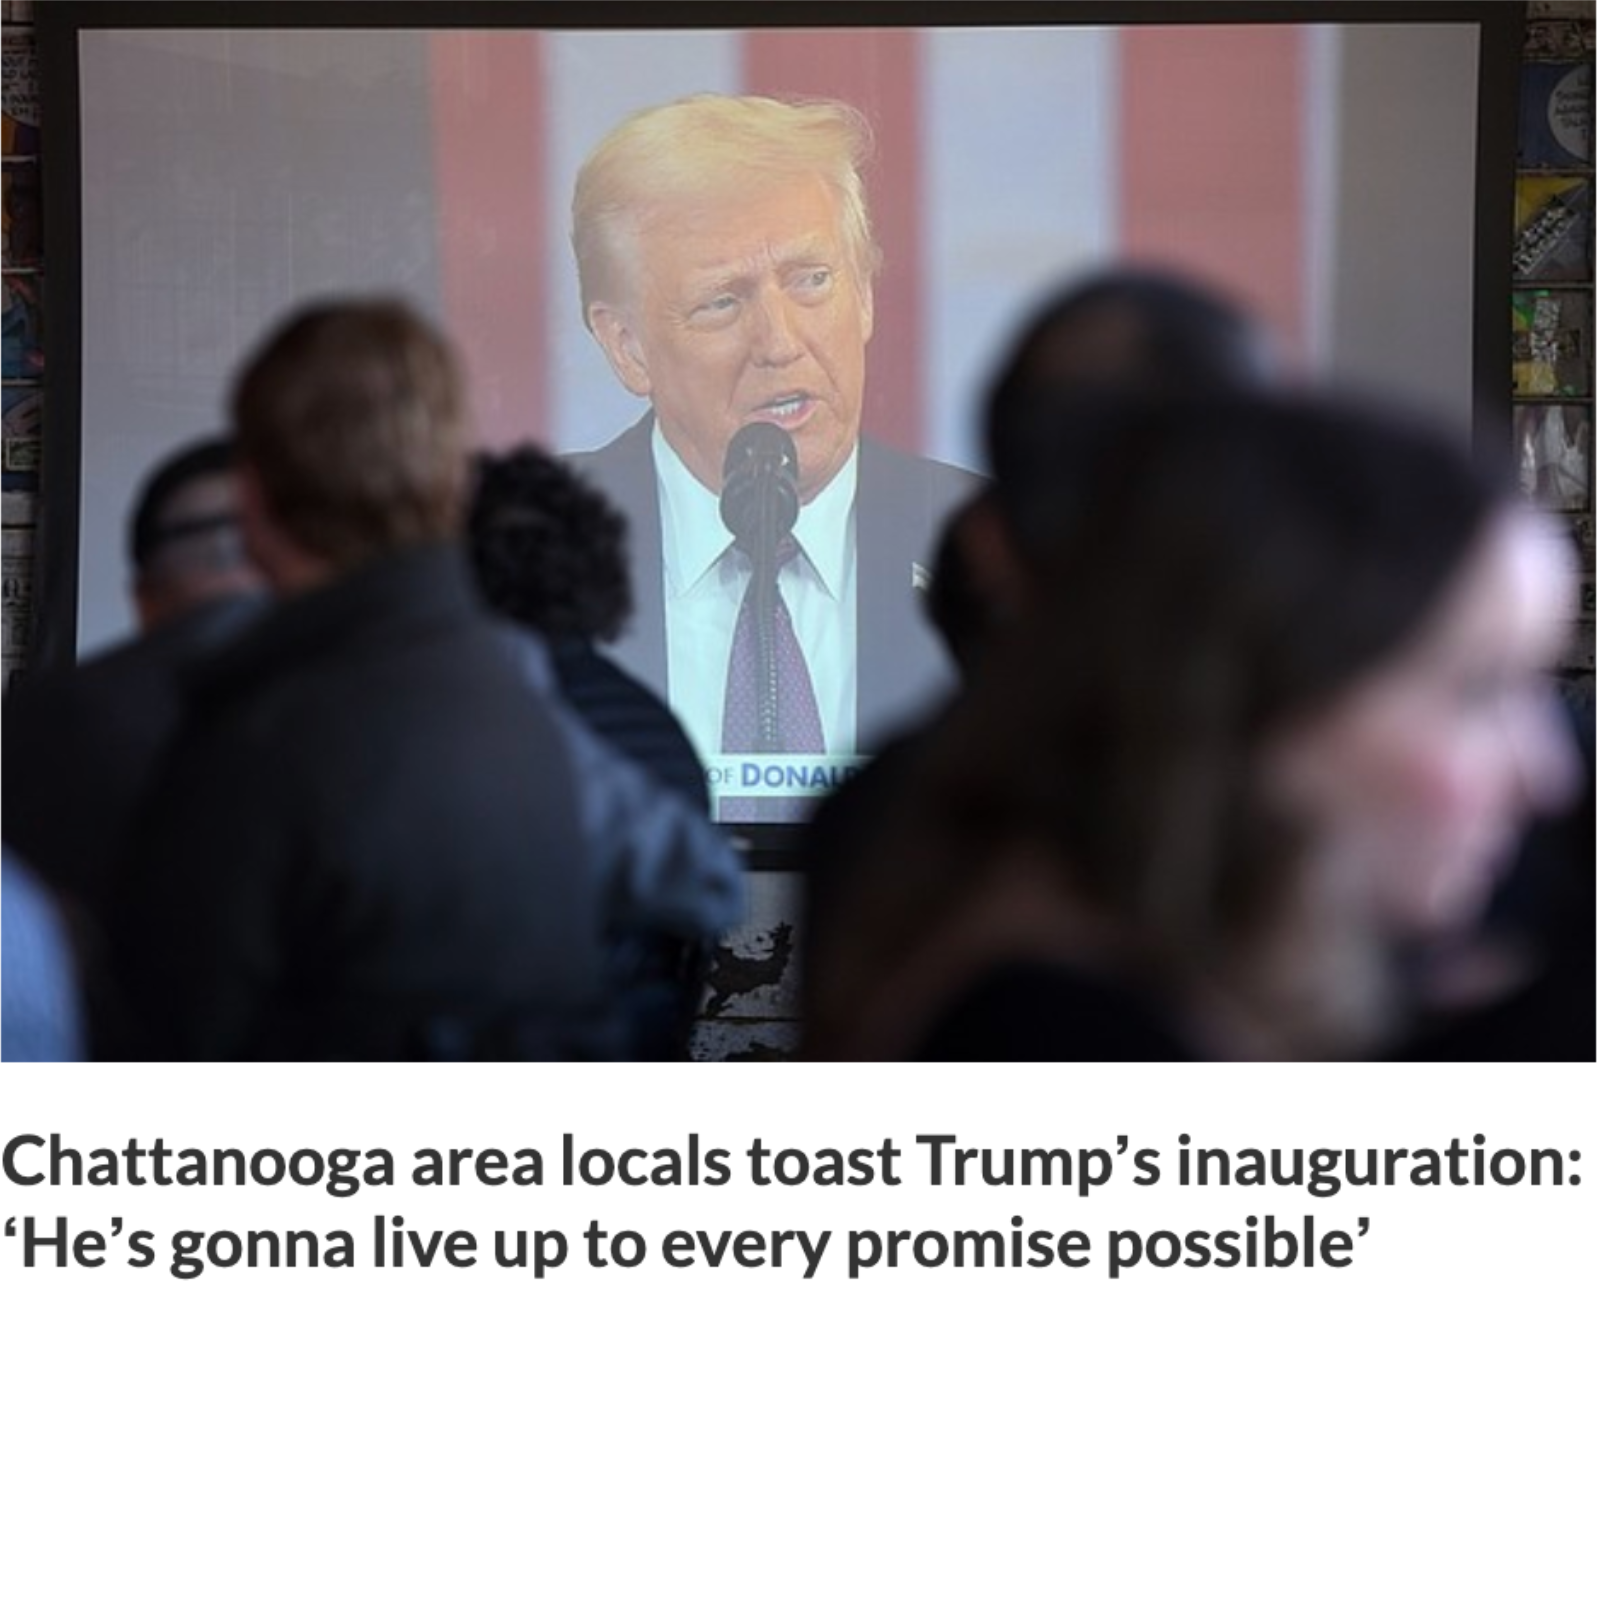 OF DONAL
Chattanooga area locals toast Trump’s inauguration:
‘He’s gonna live up to every promise possible’